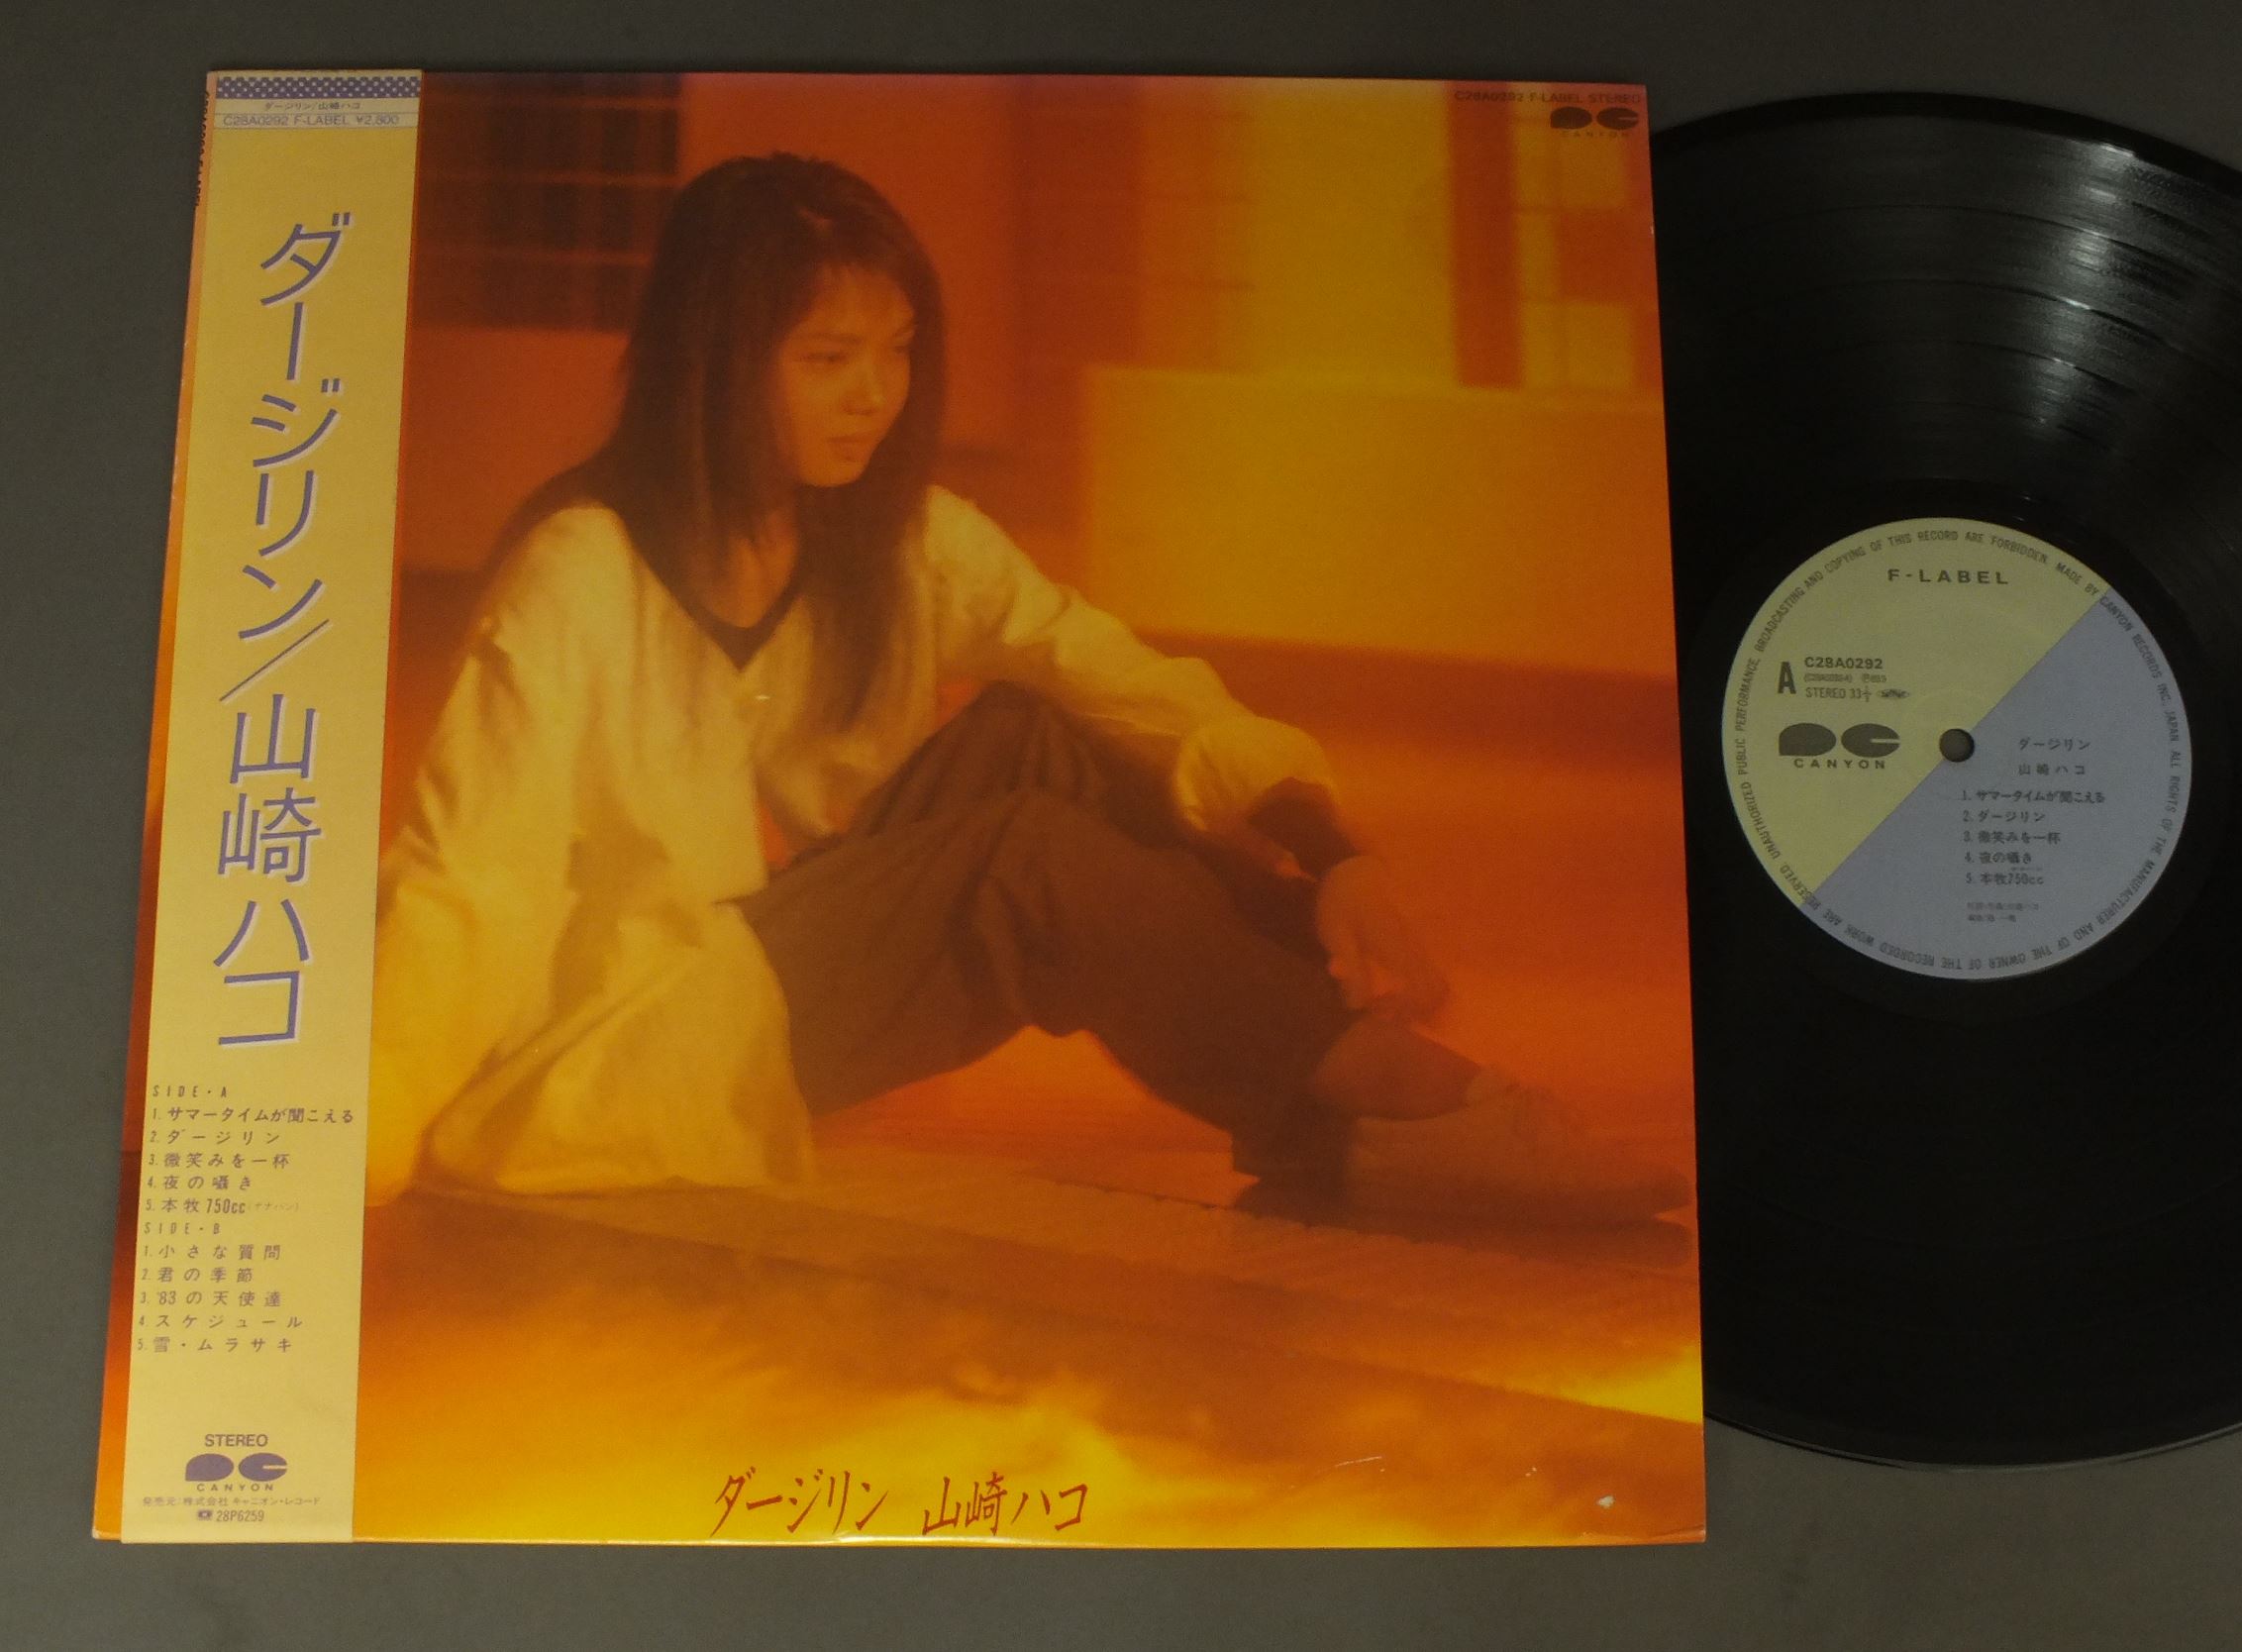 ダージリン/山崎ハコ
C28A0292 F-LABEL ¥2,800
ダージリン/山崎ハコ
SIDE・A
1. サマータイムが聞こえる
2. ダージリン
3. 微笑みを一杯
4. 夜の囁き
5. 本牧750cc(ナナハン)
SIDE・B
1. 小さな質問
2. 君の季節
3. '83の天使達
4. スケジュール
5. 雪・ムラサキ
STEREO
CANYON
発売元:株式会社 キャニオン・レコード
28P6259
C28A0292 F-LABEL STEREO
CANYON
ダージリン 山崎ハコ
F-LABEL
A
C28A0292
STEREO 33⅓
CANYON
ダージリン
山崎ハコ
1. サマータイムが聞こえる
2. ダージリン
3. 微笑みを一杯
4. 夜の囁き
5. 本牧750cc
UNAUTHORIZED PUBLIC PERFORMANCE, BROADCASTING AND COPYING OF THIS RECORD ARE FORBIDDEN. MADE BY CANYON RECORDS INC, JAPAN ALL RIGHTS OF THE MANUFACTURER AND OF THE OWNER OF THE RECORDED WORK ARE RESERVED.